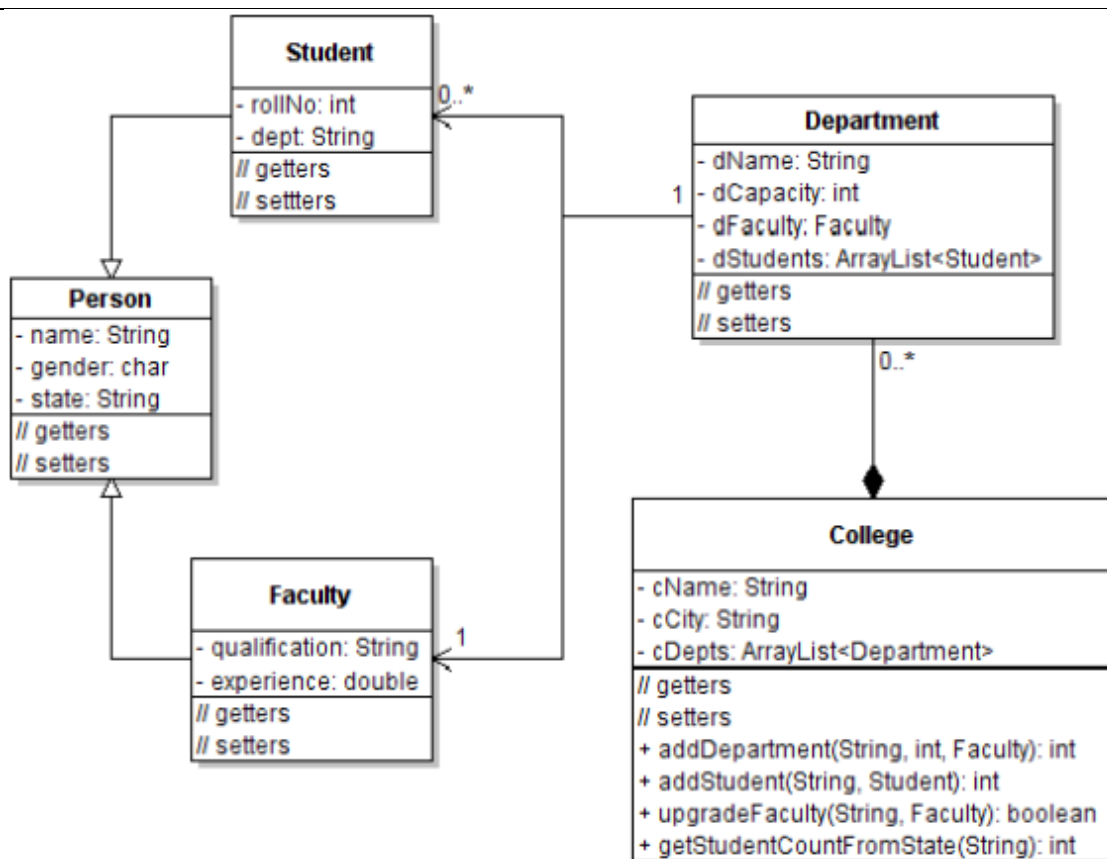 Student
- rollNo: int
- dept: String
// getters
// settters
0..*
Department
- dName: String
- dCapacity: int
- dFaculty: Faculty
- dStudents: ArrayList<Student>
// getters
// setters
1
0..*
Person
- name: String
- gender: char
- state: String
// getters
// setters
Faculty
- qualification: String
- experience: double
// getters
// setters
1
College
- cName: String
- cCity: String
- cDepts: ArrayList<Department>
// getters
// setters
+ addDepartment(String, int, Faculty): int
+ addStudent(String, Student): int
+ upgradeFaculty(String, Faculty): boolean
+ getStudentCountFromState(String): int